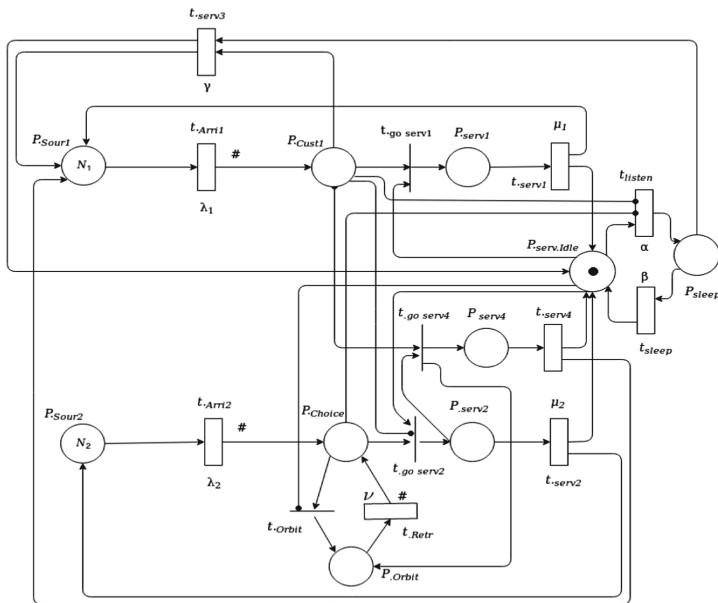 t.serv3
γ
P.Sour1
N1
t.Arri1
#
λ1
P.Cust1
t.go serv1
P.serv1
μ1
t.serv1
tlisten
α
P.serv.Idle
β
Psleep
tsleep
t.go serv4
P.serv4
t.serv4
P.Sour2
N2
t.Arri2
#
λ2
P.Choice
P.serv2
μ2
t.go serv2
t.serv2
ν
#
t.Orbit
t.Retr
P.Orbit